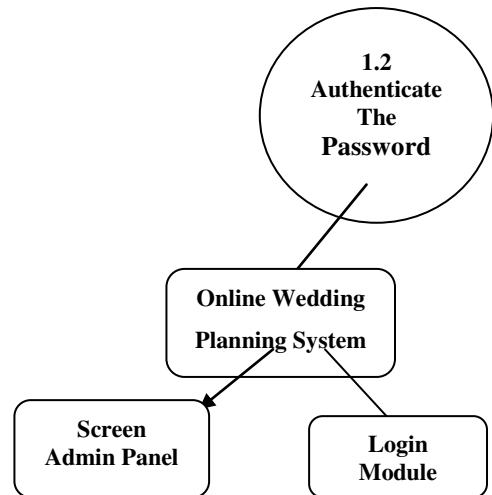 1.2
Authenticate
The
Password
Online Wedding
Planning System
Screen
Admin Panel
Login
Module